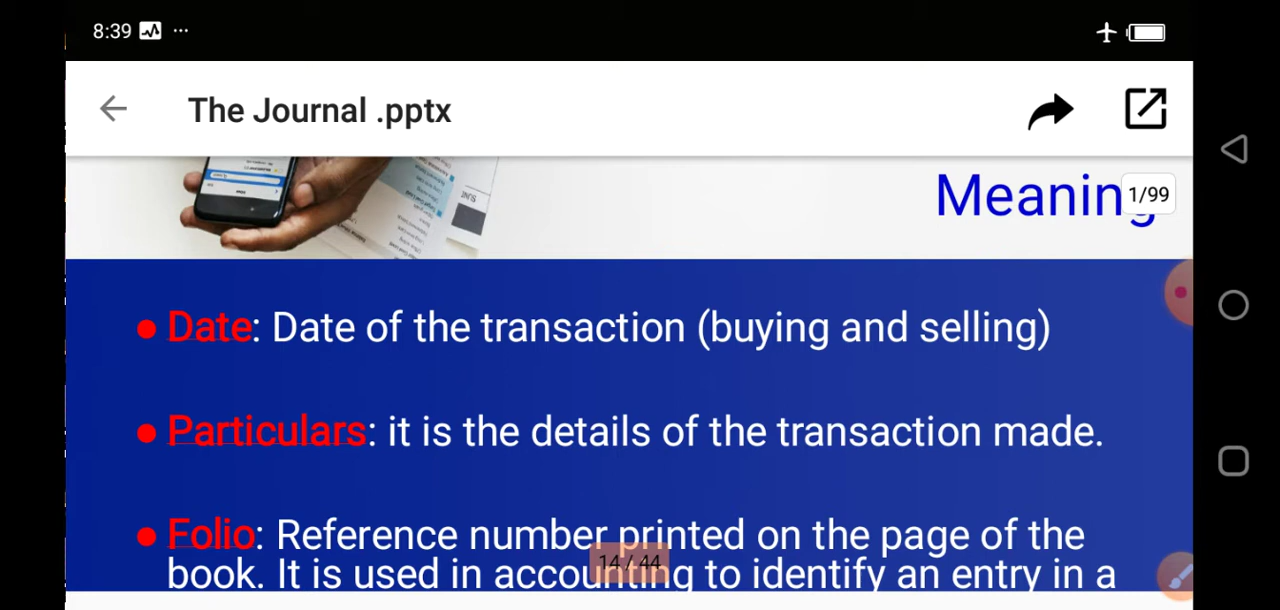 8:39 ...
The Journal .pptx
Meaning
1/99
Date: Date of the transaction (buying and selling)
Particulars: it is the details of the transaction made.
Folio: Reference number printed on the page of the
book. It is used in accounting to identify an entry in a
14 / 44